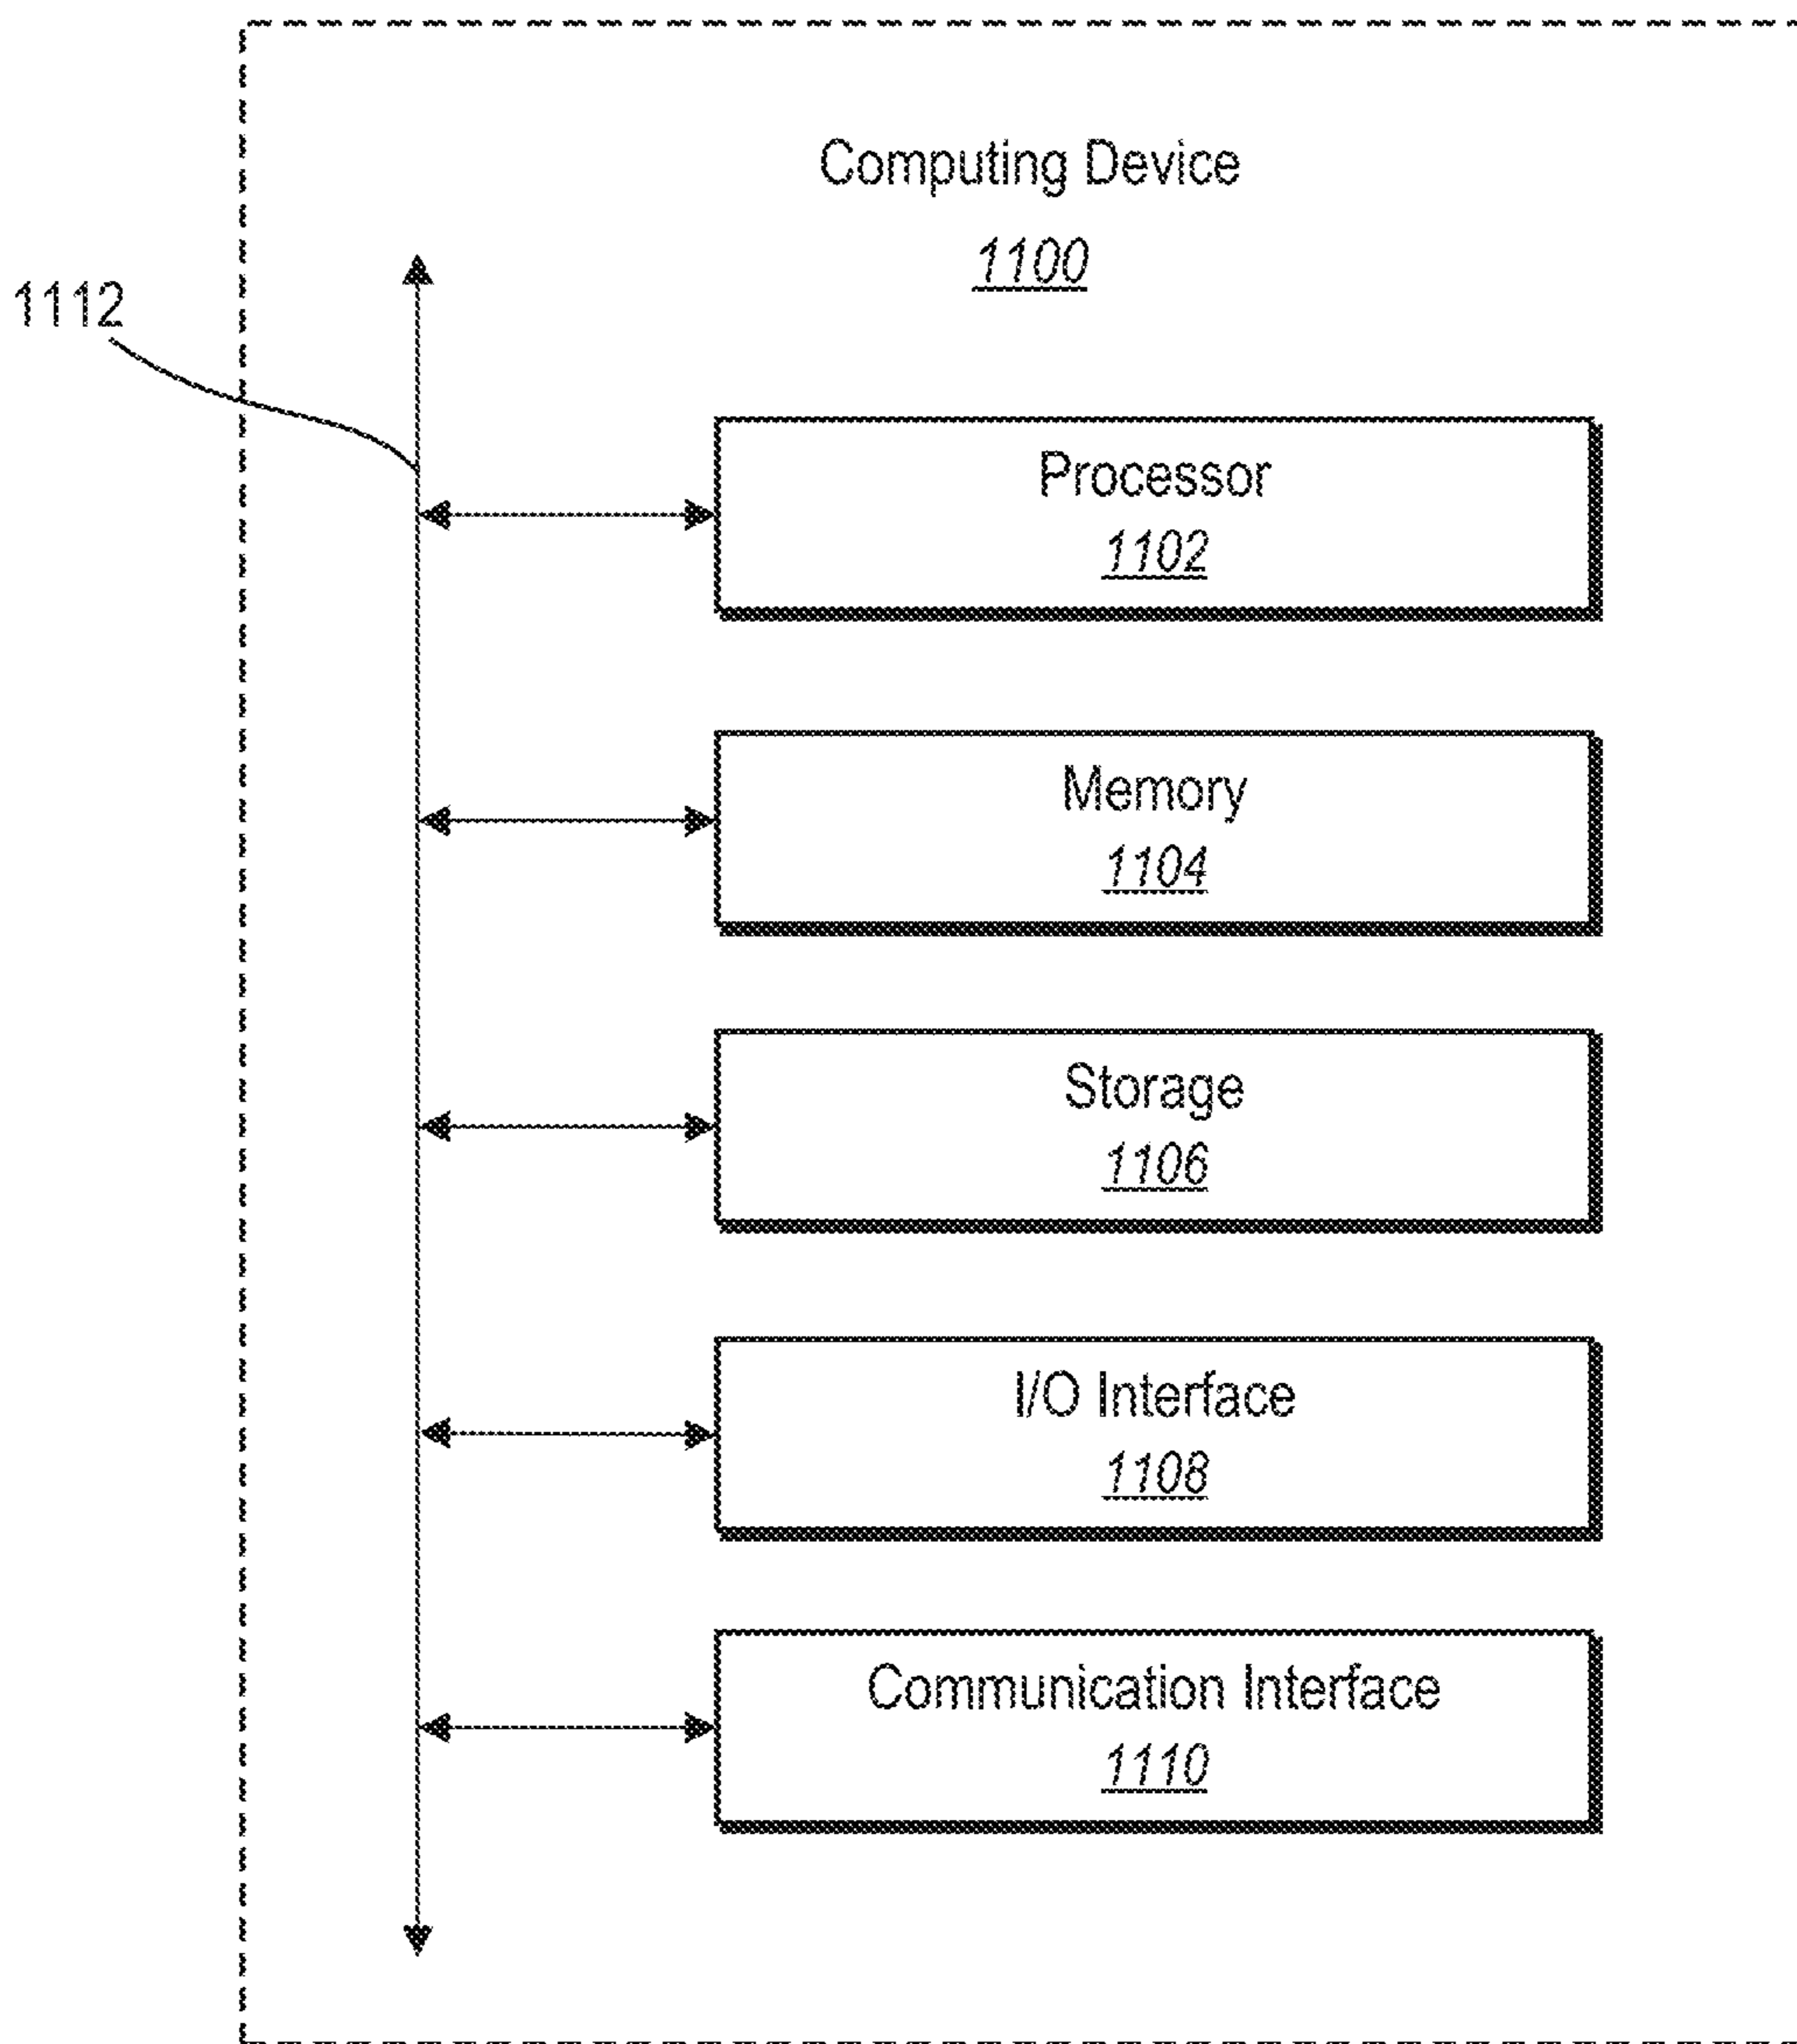 Computing Device
1100
1112
Processor
1102
Memory
1104
Storage
1106
I/O Interface
1108
Communication Interface
1110